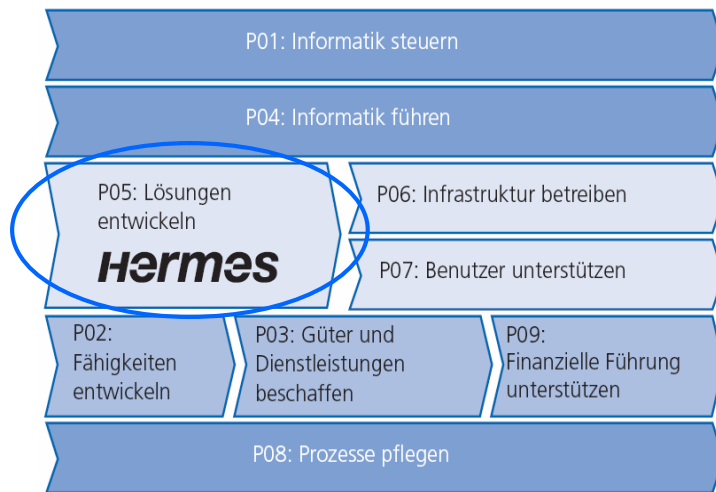 P01: Informatik steuern
P04: Informatik führen
P05: Lösungen
entwickeln
HERMES
P06: Infrastruktur betreiben
P07: Benutzer unterstützen
P02:
Fähigkeiten
entwickeln
P03: Güter und
Dienstleistungen
beschaffen
P09:
Finanzielle Führung
unterstützen
P08: Prozesse pflegen